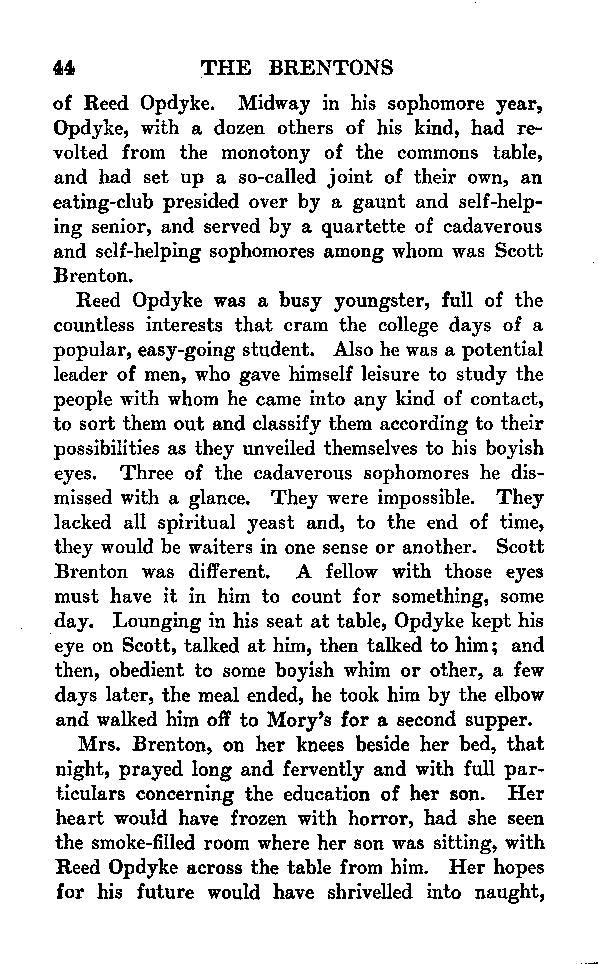 44 THE BRENTONS
of Reed Opdyke. Midway in his sophomore year,
Opdyke, with a dozen others of his kind, had re-
volted from the monotony of the commons table,
and had set up a so-called joint of their own, an
eating-club presided over by a gaunt and self-help-
ing senior, and served by a quartette of cadaverous
and self-helping sophomores among whom was Scott
Brenton.
Reed Opdyke was a busy youngster, full of the
countless interests that cram the college days of a
popular, easy-going student. Also he was a potential
leader of men, who gave himself leisure to study the
people with whom he came into any kind of contact,
to sort them out and classify them according to their
possibilities as they unveiled themselves to his boyish
eyes. Three of the cadaverous sophomores he dis-
missed with a glance. They were impossible. They
lacked all spiritual yeast and, to the end of time,
they would be waiters in one sense or another. Scott
Brenton was different. A fellow with those eyes
must have it in him to count for something, some
day. Lounging in his seat at table, Opdyke kept his
eye on Scott, talked at him, then talked to him; and
then, obedient to some boyish whim or other, a few
days later, the meal ended, he took him by the elbow
and walked him off to Mory's for a second supper.
Mrs. Brenton, on her knees beside her bed, that
night, prayed long and fervently and with full par-
ticulars concerning the education of her son. Her
heart would have frozen with horror, had she seen
the smoke-filled room where her son was sitting, with
Reed Opdyke across the table from him. Her hopes
for his future would have shrivelled into naught,